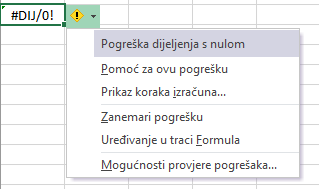 #DIJ/0!
Pogreška dijeljenja s nulom
Pomoć za ovu pogrešku
Prikaz koraka izračuna...
Zanemari pogrešku
Uređivanje u traci Formula
Mogućnosti provjere pogrešaka...